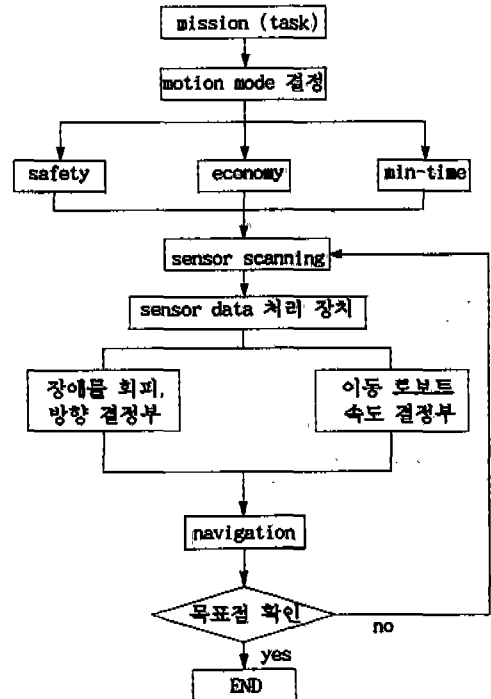 mission (task)
motion mode 결정
safety
economy
min-time
sensor scanning
sensor data 처리 장치
장애물 회피,
방향 결정부
이동 로보트
속도 결정부
navigation
목표점 확인
no
yes
END